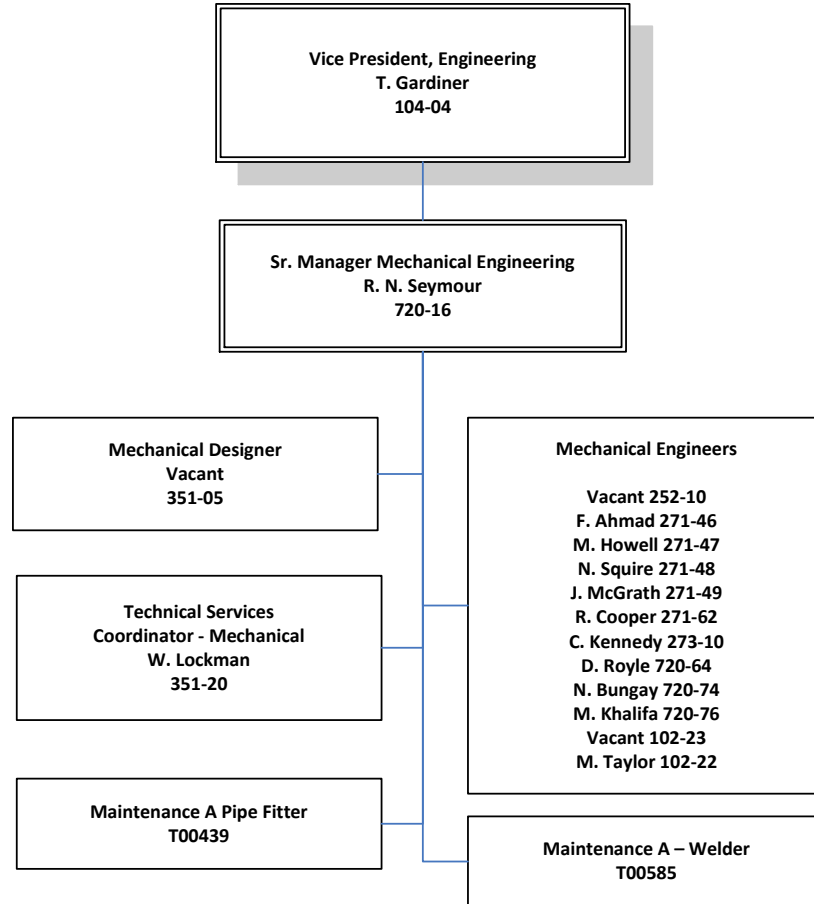 Vice President, Engineering
T. Gardiner
104-04
Sr. Manager Mechanical Engineering
R. N. Seymour
720-16
Mechanical Designer
Vacant
351-05
Technical Services
Coordinator - Mechanical
W. Lockman
351-20
Maintenance A Pipe Fitter
T00439
Mechanical Engineers
Vacant 252-10
F. Ahmad 271-46
M. Howell 271-47
N. Squire 271-48
J. McGrath 271-49
R. Cooper 271-62
C. Kennedy 273-10
D. Royle 720-64
N. Bungay 720-74
M. Khalifa 720-76
Vacant 102-23
M. Taylor 102-22
Maintenance A – Welder
T00585